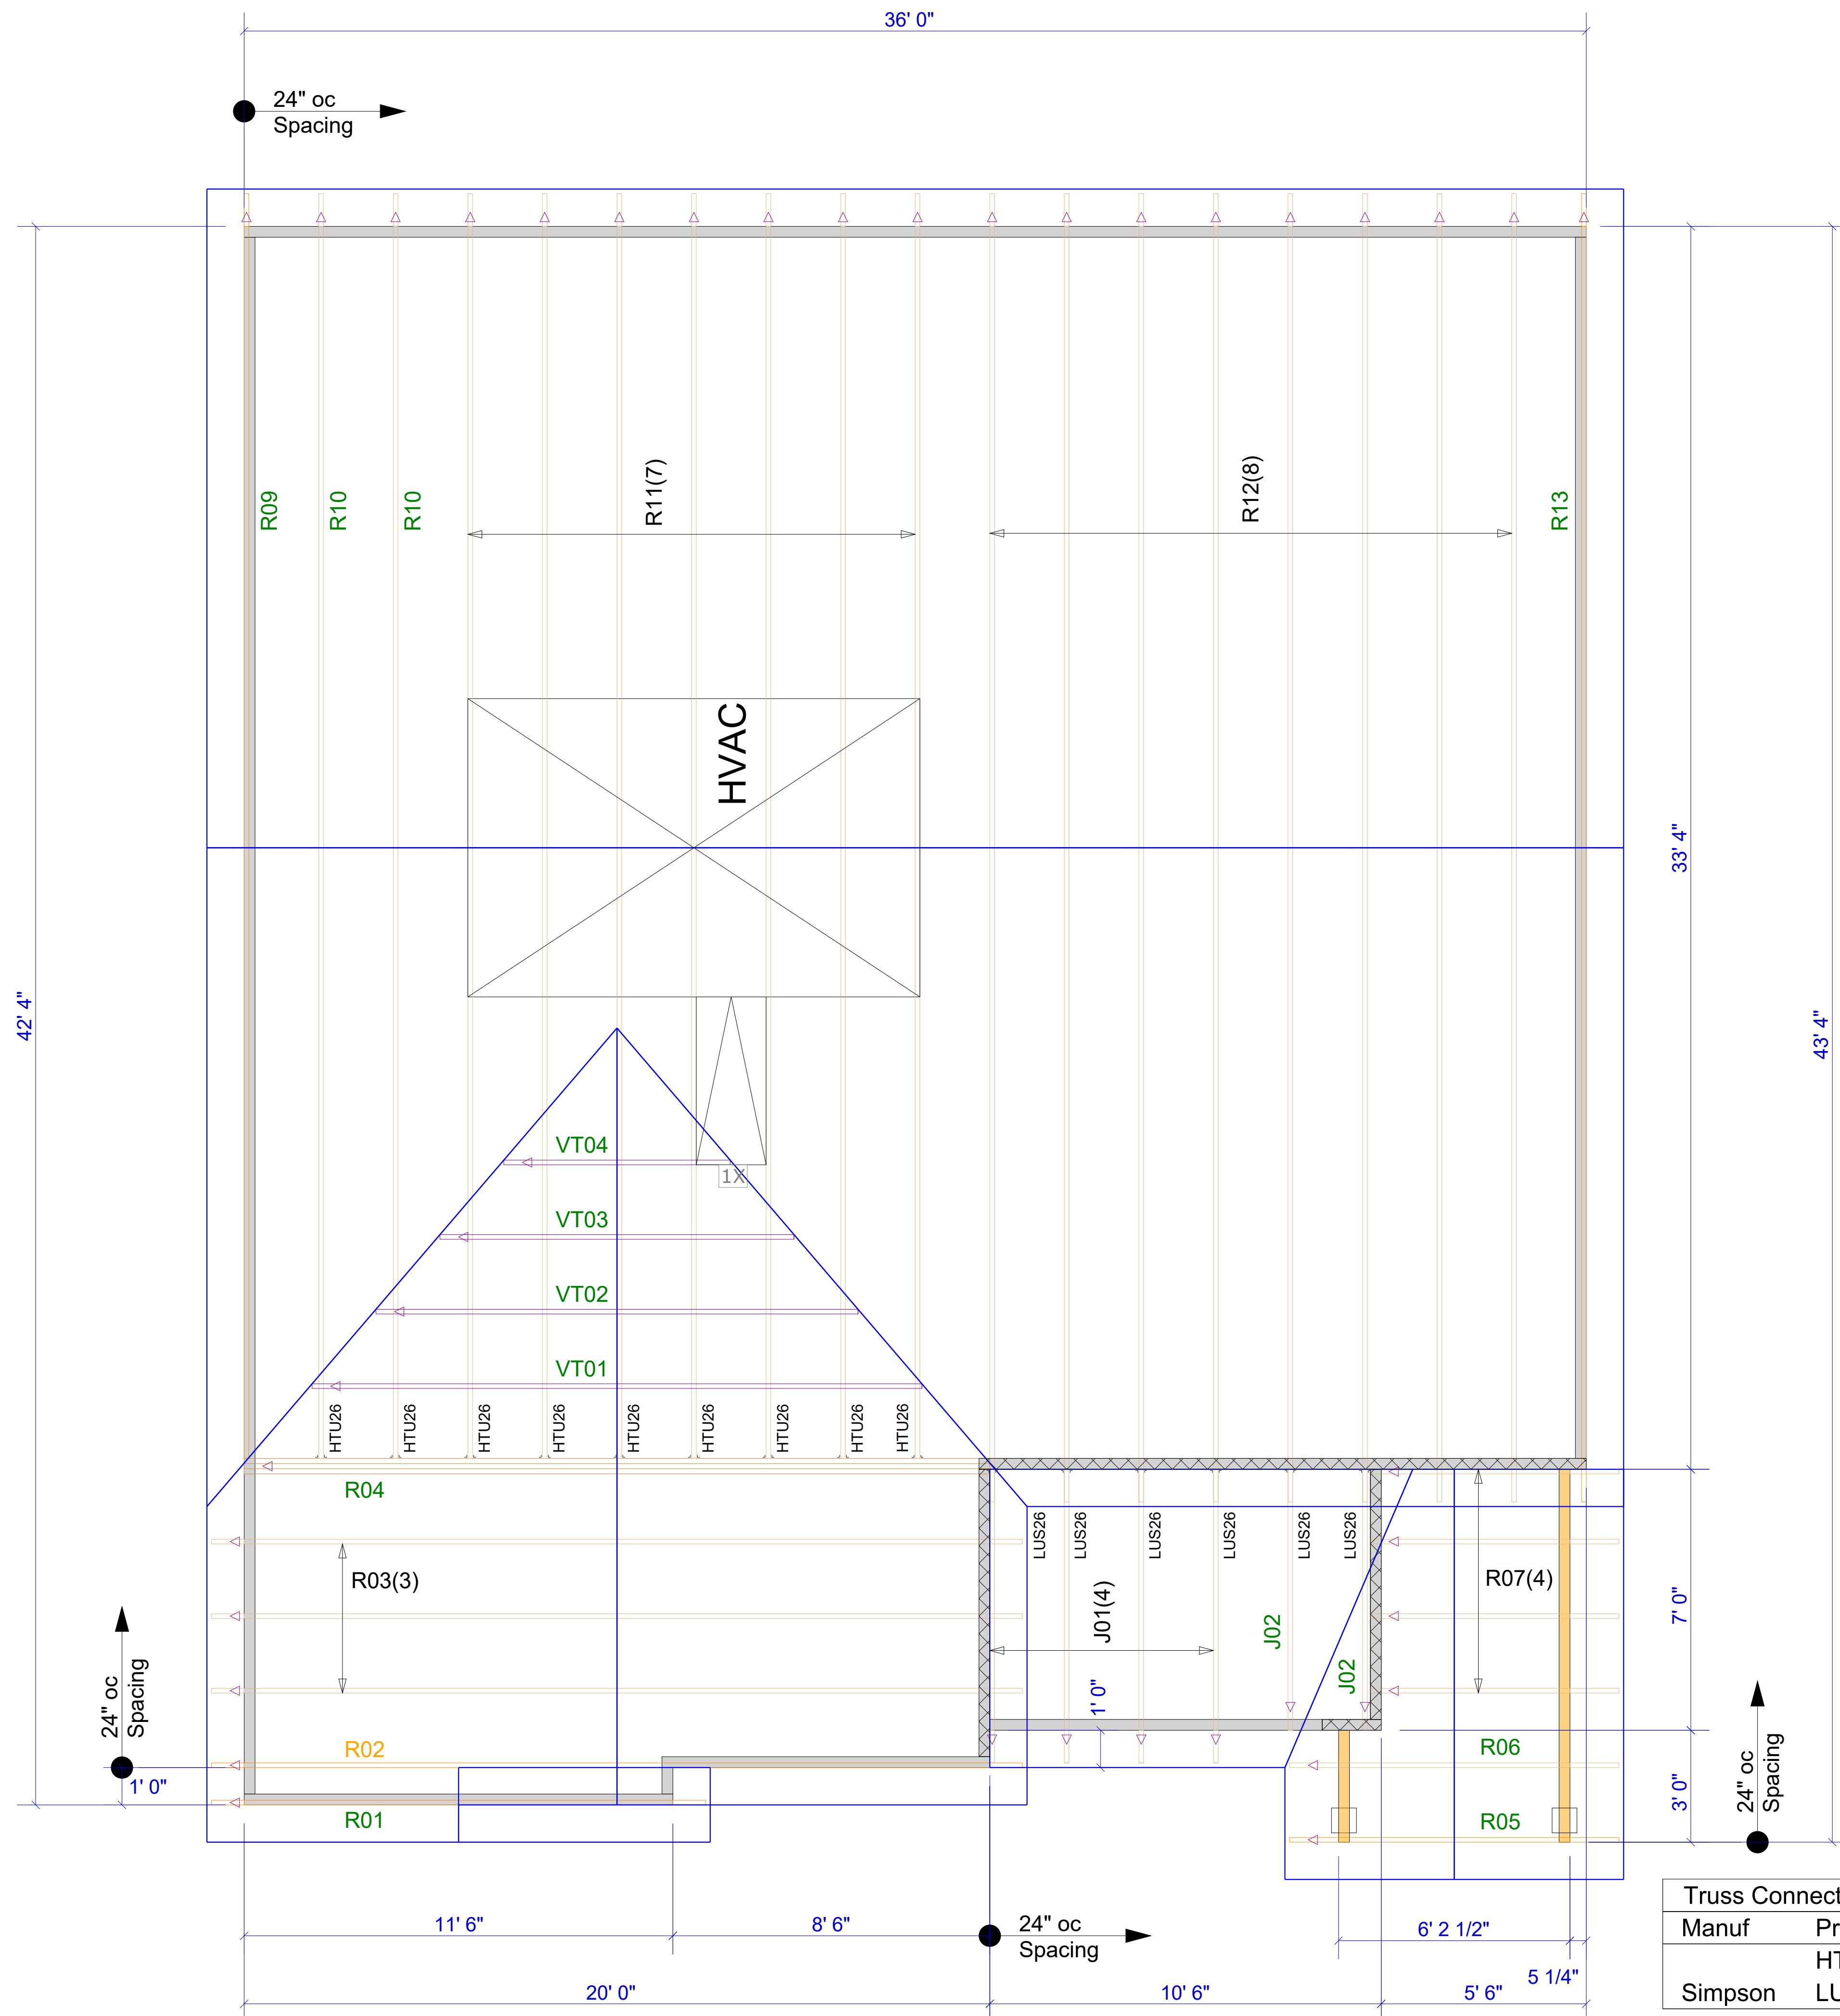 36' 0"
24" oc
Spacing
R09
R10
R10
R11(7)
R12(8)
R13
HVAC
33' 4"
42' 4"
43' 4"
VT04
1X
VT03
VT02
VT01
HTU26
HTU26
HTU26
HTU26
HTU26
HTU26
HTU26
HTU26
HTU26
R04
LUS26
LUS26
LUS26
LUS26
LUS26
LUS26
R03(3)
J01(4)
J02
J02
R07(4)
7' 0"
24" oc
Spacing
1' 0"
R02
1' 0"
R01
R06
R05
3' 0"
24" oc
Spacing
11' 6"
8' 6"
24" oc
Spacing
6' 2 1/2"
5 1/4"
20' 0"
10' 6"
5' 6"
Truss Connect
Manuf Pr
HT
Simpson LU